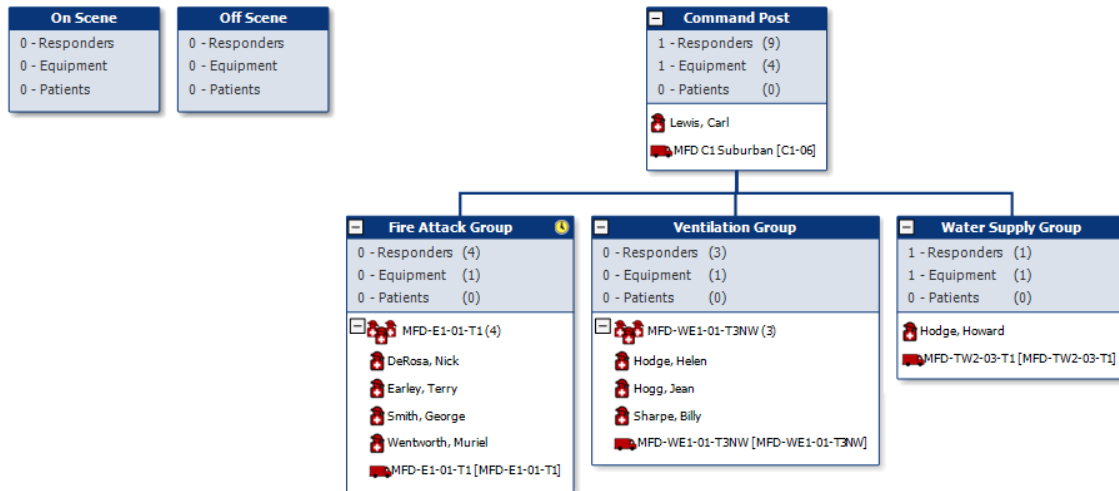 On Scene
0 - Responders
0 - Equipment
0 - Patients
Off Scene
0 - Responders
0 - Equipment
0 - Patients
Command Post
1 - Responders (9)
1 - Equipment (4)
0 - Patients (0)
Lewis, Carl
MFD C1 Suburban [C1-06]
Fire Attack Group
0 - Responders (4)
0 - Equipment (1)
0 - Patients (0)
MFD-E1-01-T1 (4)
DeRosa, Nick
Earley, Terry
Smith, George
Wentworth, Muriel
MFD-E1-01-T1 [MFD-E1-01-T1]
Ventilation Group
0 - Responders (3)
0 - Equipment (1)
0 - Patients (0)
MFD-WE1-01-T3NW (3)
Hodge, Helen
Hogg, Jean
Sharpe, Billy
MFD-WE1-01-T3NW [MFD-WE1-01-T3NW]
Water Supply Group
1 - Responders (1)
1 - Equipment (1)
0 - Patients (0)
Hodge, Howard
MFD-TW2-03-T1 [MFD-TW2-03-T1]